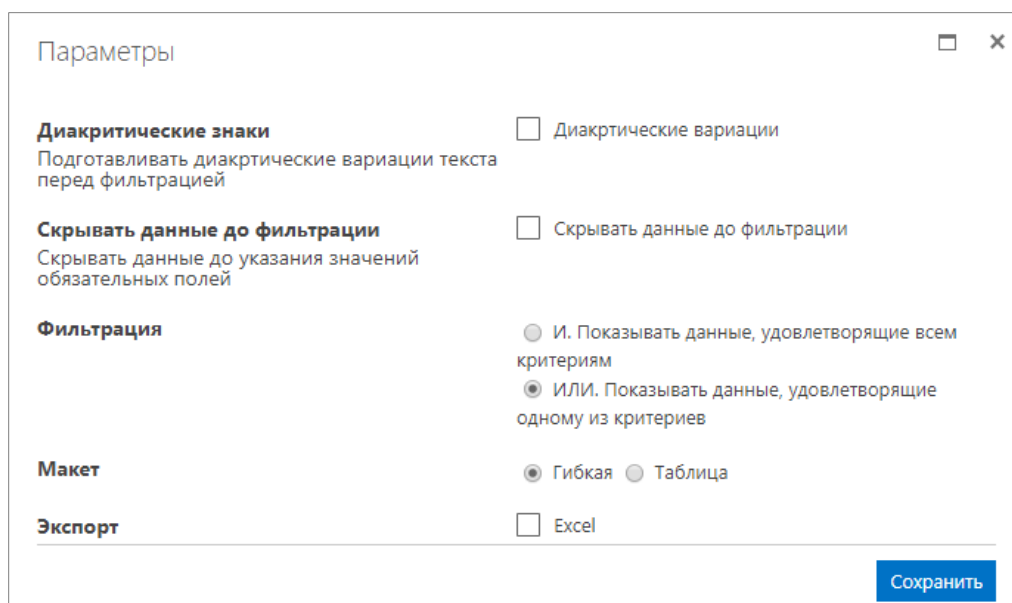 Параметры
Диакритические знаки
Диакртические вариации
Подготавливать диакртические вариации текста
перед фильтрацией
Скрывать данные до фильтрации
Скрывать данные до фильтрации
Скрывать данные до указания значений
обязательных полей
Фильтрация
И. Показывать данные, удовлетворящие всем
критериям
ИЛИ. Показывать данные, удовлетворящие
одному из критериев
Макет
Гибкая Таблица
Экспорт
Excel
Сохранить